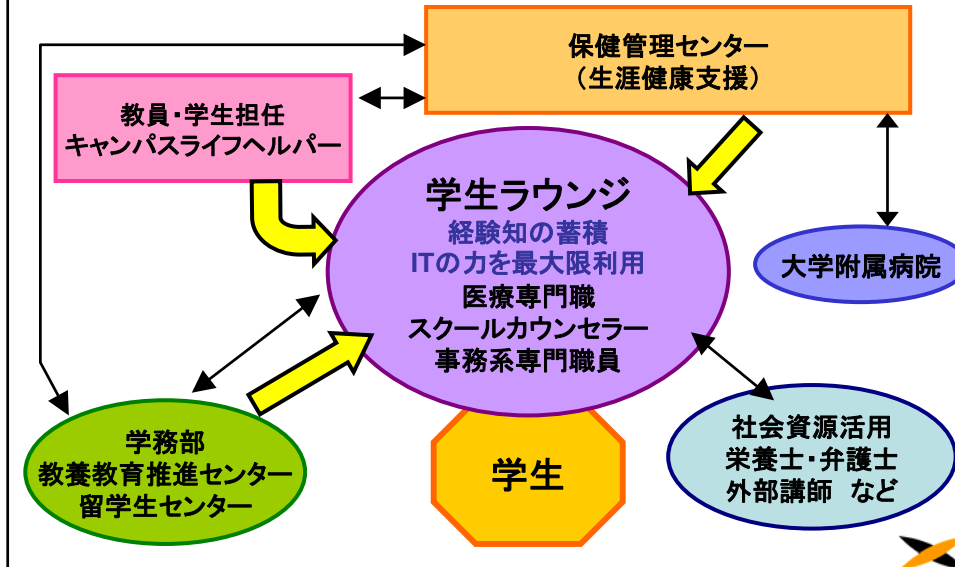 保健管理センター
（生涯健康支援）
教員・学生担任
キャンパスライフヘルパー
学生ラウンジ
経験知の蓄積
ITの力を最大限利用
医療専門職
スクールカウンセラー
事務系専門職員
大学附属病院
学務部
教養教育推進センター
留学生センター
学生
社会資源活用
栄養士・弁護士
外部講師 など